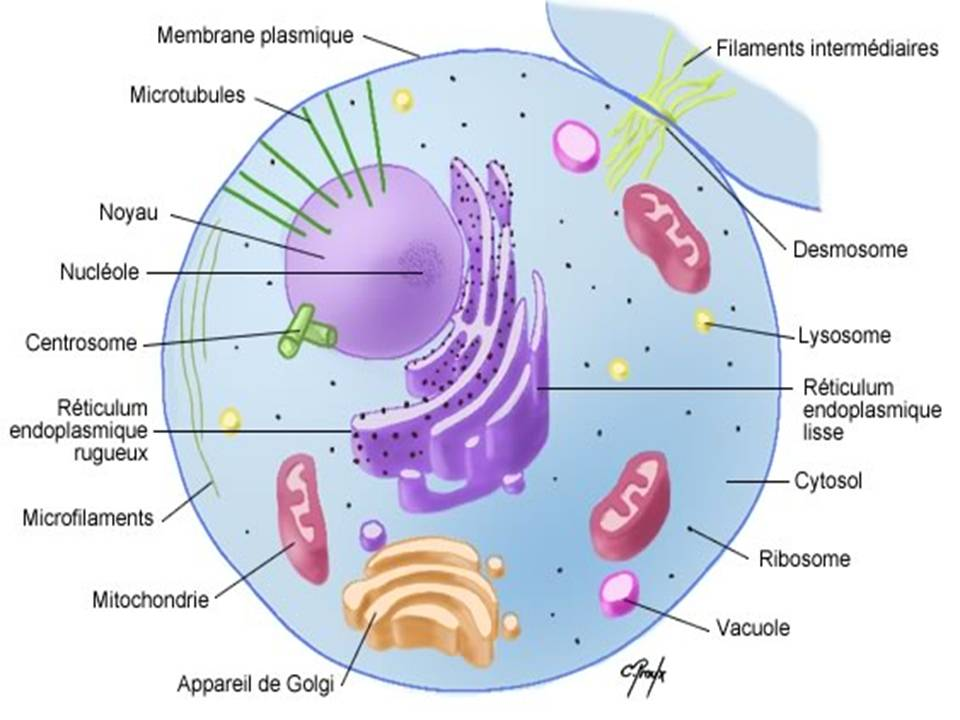 Membrane plasmique
Microtubules
Noyau
Nucléole
Centrosome
Réticulum
endoplasmique
rugueux
Microfilaments
Mitochondrie
Appareil de Golgi
Filaments intermédiaires
Desmosome
Lysosome
Réticulum
endoplasmique
lisse
Cytosol
Ribosome
Vacuole